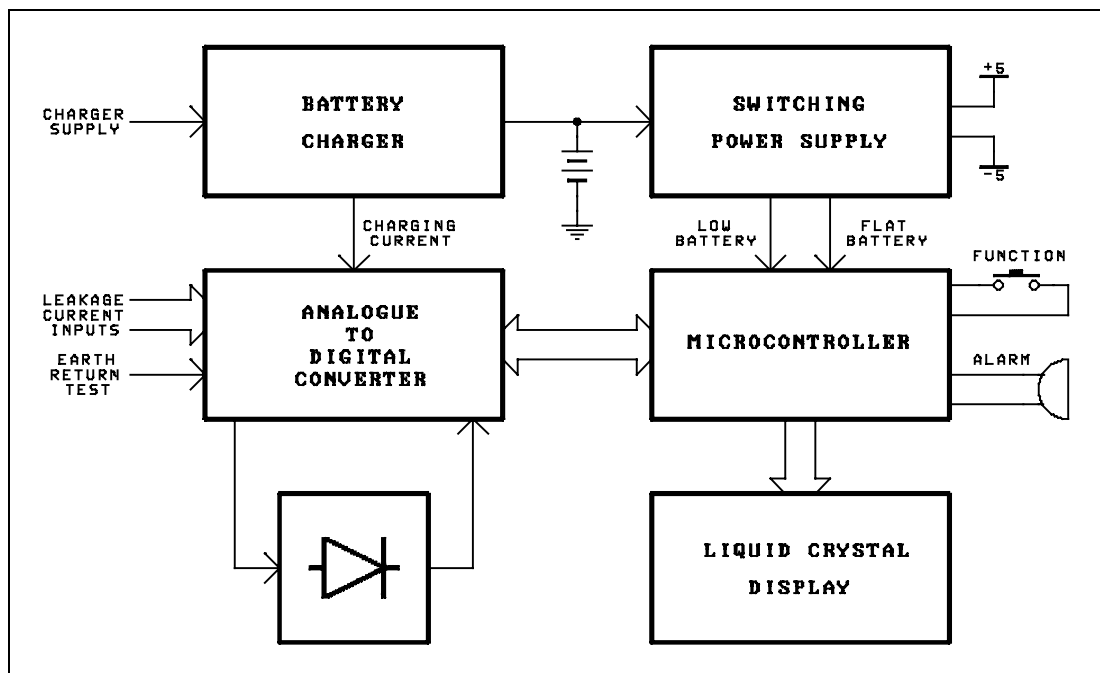 CHARGER
SUPPLY
BATTERY
CHARGER
SWITCHING
POWER SUPPLY
+5
-5
CHARGING
CURRENT
LOW
BATTERY
FLAT
BATTERY
FUNCTION
LEAKAGE
CURRENT
INPUTS
EARTH
RETURN
TEST
ANALOGUE
TO
DIGITAL
CONVERTER
MICROCONTROLLER
ALARM
LIQUID CRYSTAL
DISPLAY